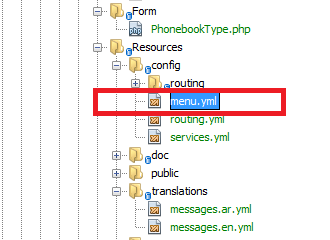 Form
PhonebookType.php
Resources
config
routing
menu.yml
routing.yml
services.yml
doc
public
translations
messages.ar.yml
messages.en.yml